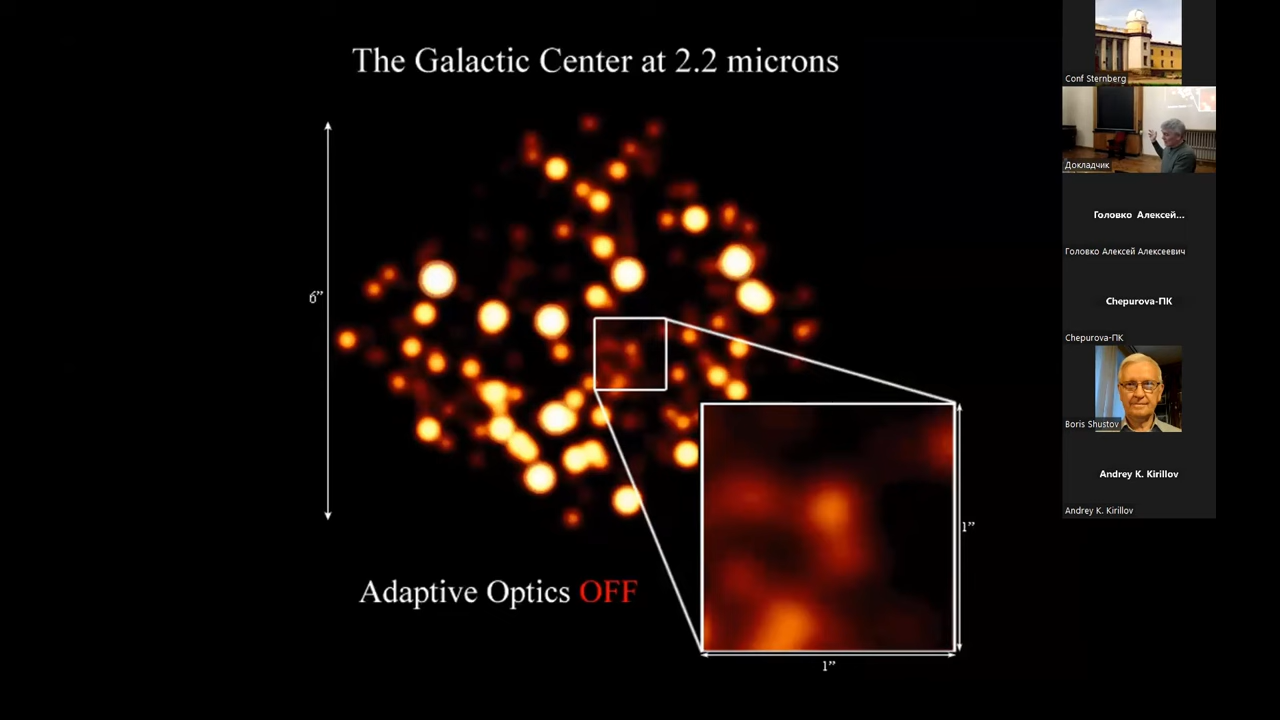 The Galactic Center at 2.2 microns
6”
1”
1”
Adaptive Optics OFF
Conf Sternberg
Докладчик
Головко Алексей...
Головко Алексей Алексеевич
Chepurova-ПК
Chepurova-ПК
Boris Shustov
Andrey K. Kirillov
Andrey K. Kirillov